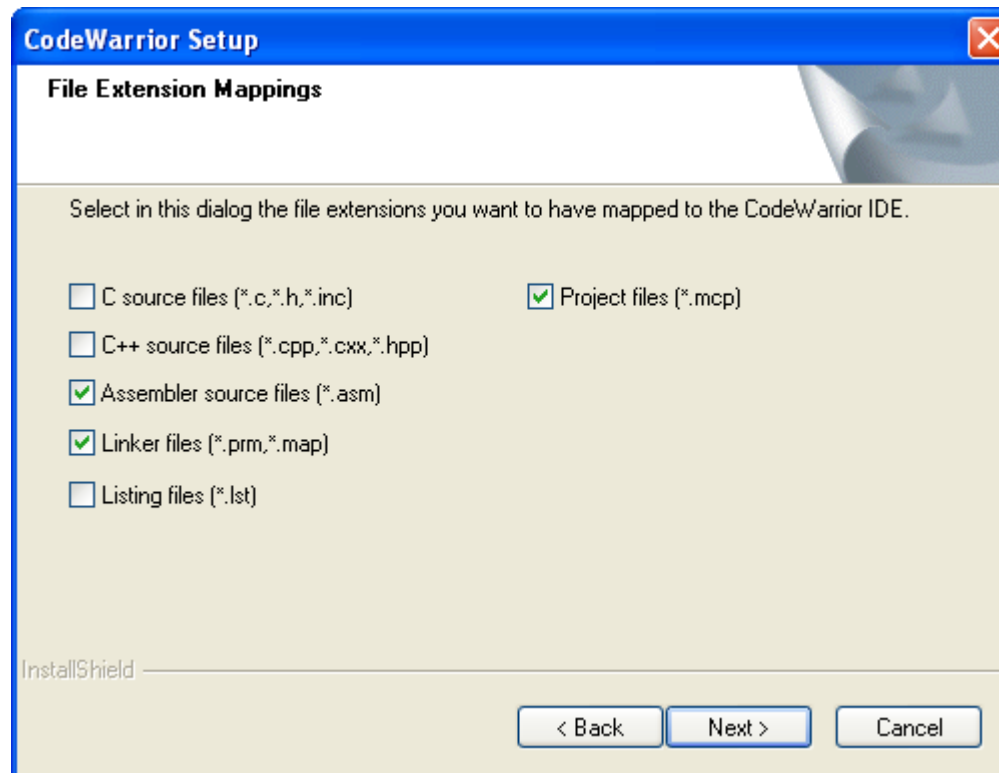 CodeWarrior Setup
File Extension Mappings
Select in this dialog the file extensions you want to have mapped to the CodeWarrior IDE.
C source files (*.c,*.h,*.inc)
Project files (*.mcp)
C++ source files (*.cpp,*.cxx,*.hpp)
Assembler source files (*.asm)
Linker files (*.prm,*.map)
Listing files (*.lst)
InstallShield
< Back
Next >
Cancel